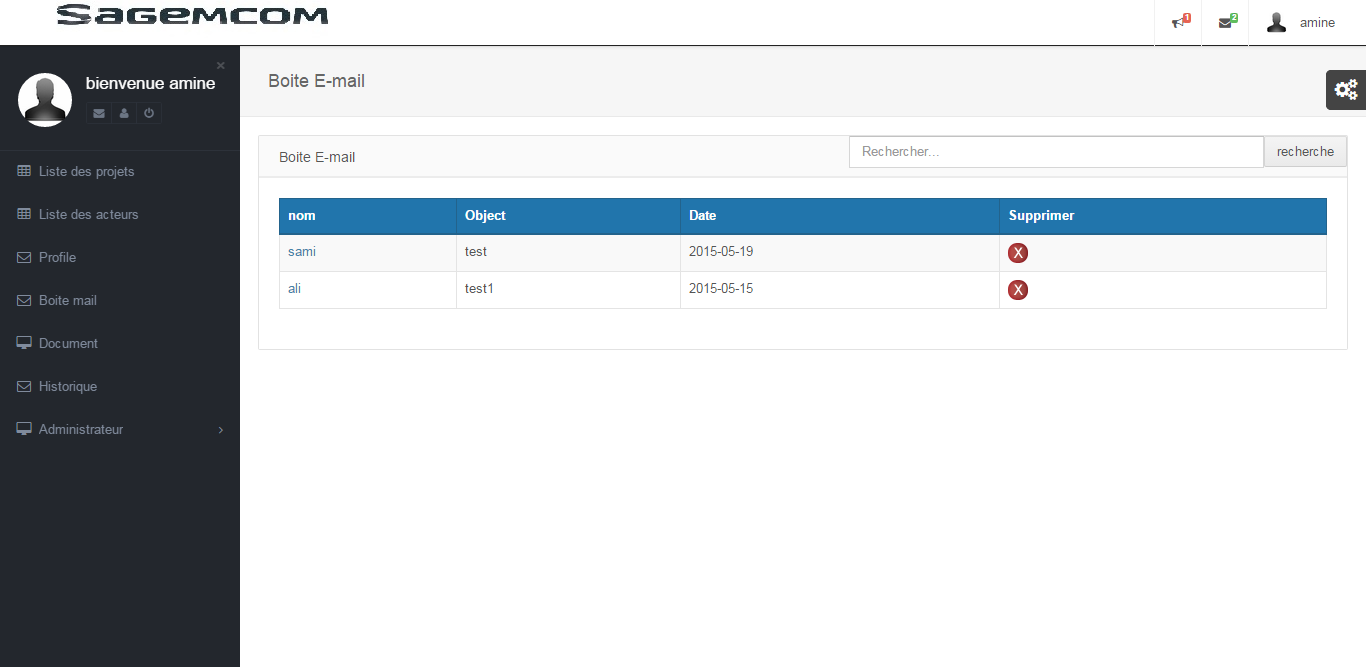 Sagemcom
1
2
amine
×
bienvenue amine
Liste des projets
Liste des acteurs
Profile
Boite mail
Document
Historique
Administrateur
Boite E-mail
Boite E-mail
Rechercher... recherche
nom Object Date Supprimer
sami test 2015-05-19 X
ali test1 2015-05-15 X